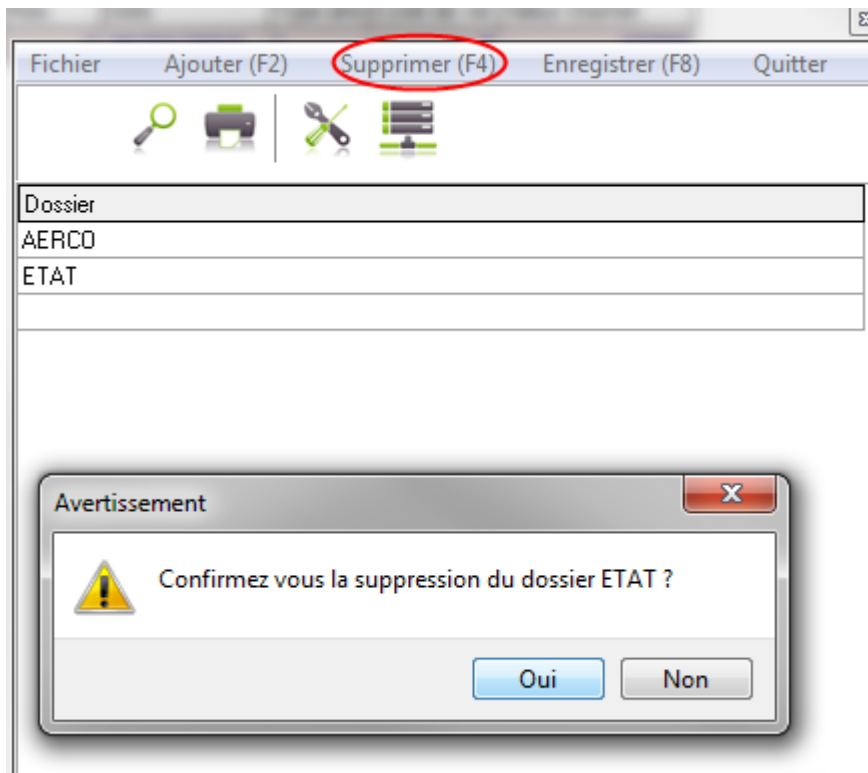 Fichier Ajouter (F2) Supprimer (F4) Enregistrer (F8) Quitter
Dossier
AERCO
ETAT
Avertissement
Confirmez vous la suppression du dossier ETAT ?
Oui Non